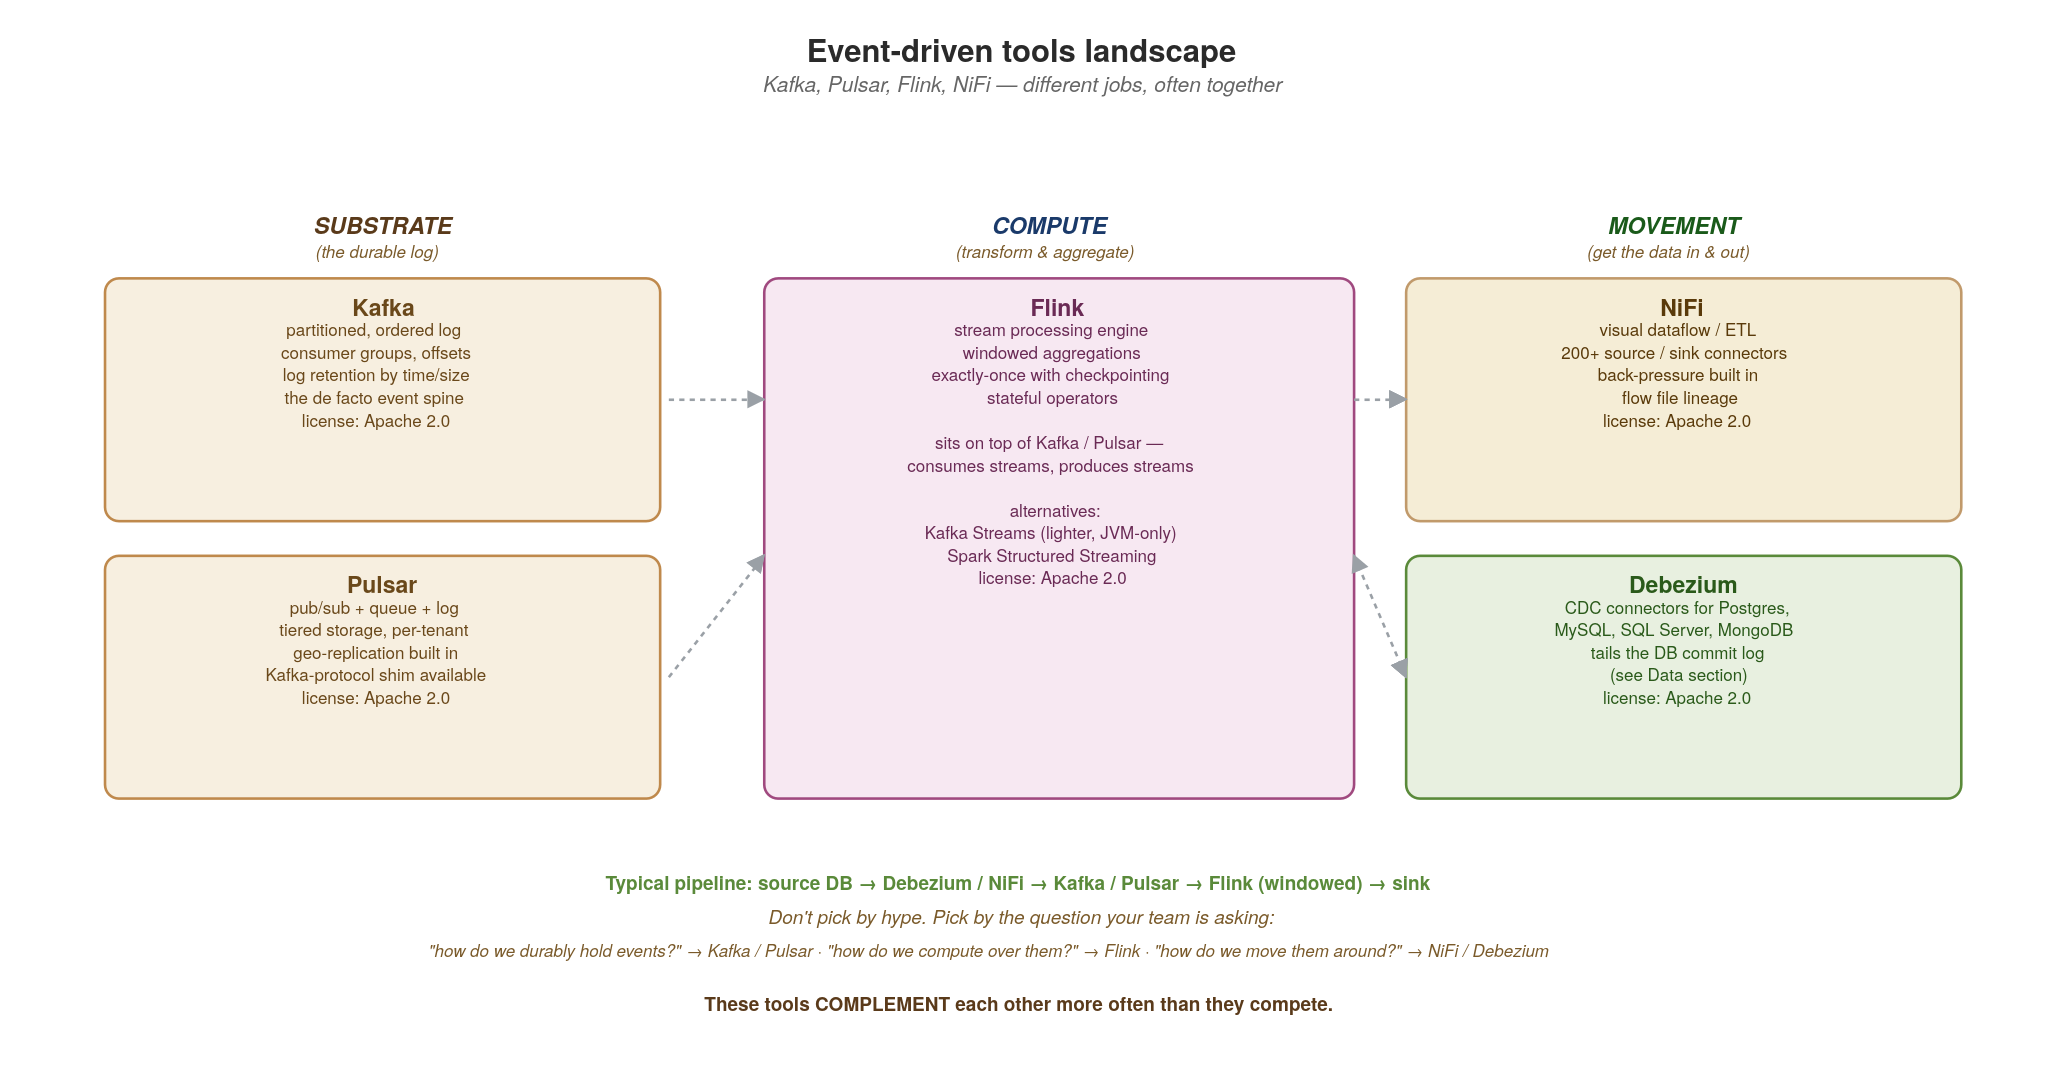 Event-driven tools landscape
Kafka, Pulsar, Flink, NiFi — different jobs, often together
SUBSTRATE
(the durable log)
Kafka
partitioned, ordered log
consumer groups, offsets
log retention by time/size
the de facto event spine
license: Apache 2.0
Pulsar
pub/sub + queue + log
tiered storage, per-tenant
geo-replication built in
Kafka-protocol shim available
license: Apache 2.0
COMPUTE
(transform & aggregate)
Flink
stream processing engine
windowed aggregations
exactly-once with checkpointing
stateful operators
sits on top of Kafka / Pulsar —
consumes streams, produces streams
alternatives:
Kafka Streams (lighter, JVM-only)
Spark Structured Streaming
license: Apache 2.0
MOVEMENT
(get the data in & out)
NiFi
visual dataflow / ETL
200+ source / sink connectors
back-pressure built in
flow file lineage
license: Apache 2.0
Debezium
CDC connectors for Postgres,
MySQL, SQL Server, MongoDB
tails the DB commit log
(see Data section)
license: Apache 2.0
Typical pipeline: source DB → Debezium / NiFi → Kafka / Pulsar → Flink (windowed) → sink
Don't pick by hype. Pick by the question your team is asking:
"how do we durably hold events?" → Kafka / Pulsar · "how do we compute over them?" → Flink · "how do we move them around?" → NiFi / Debezium
These tools COMPLEMENT each other more often than they compete.